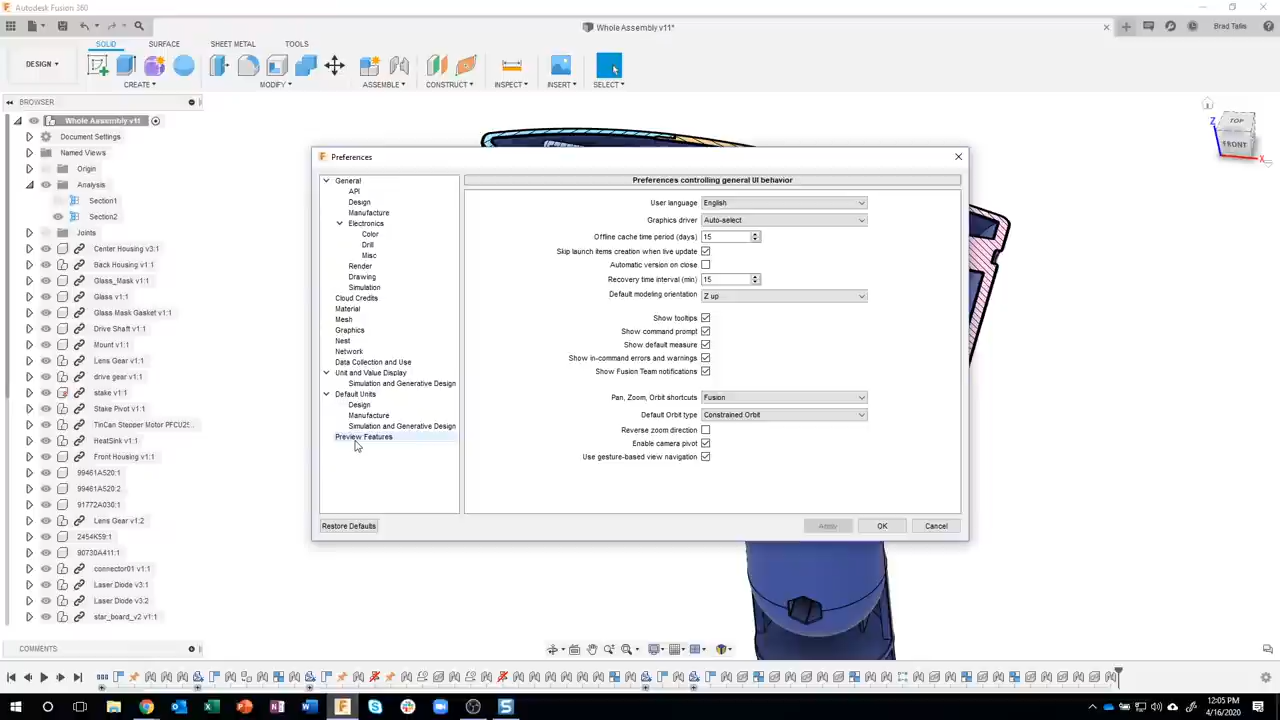 Autodesk Fusion 360
Whole Assembly v11*
Brad Tallis
SOLID SURFACE SHEET METAL TOOLS
DESIGN
CREATE MODIFY ASSEMBLE CONSTRUCT INSPECT INSERT SELECT
BROWSER
Whole Assembly v11
Document Settings
Named Views
Origin
Analysis
Section1
Section2
Joints
Center Housing v3:1
Back Housing v1:1
Glass_Mask v1:1
Glass v1:1
Glass Mask Gasket v1:1
Drive Shaft v1:1
Mount v1:1
Lens Gear v1:1
drive gear v1:1
stake v1:1
Stake Pivot v1:1
TinCan Stepper Motor PFCU25...
HeatSink v1:1
Front Housing v1:1
99461A520:1
99461A520:2
91772A030:1
Lens Gear v1:2
2454K59:1
90730A411:1
connector01 v1:1
Laser Diode v3:1
Laser Diode v3:2
star_board_v2 v1:1
COMMENTS
TOP
FRONT
Z
X
Preferences
General
API
Design
Manufacture
Electronics
Color
Drill
Misc
Render
Drawing
Simulation
Cloud Credits
Material
Mesh
Graphics
Nest
Network
Data Collection and Use
Unit and Value Display
Simulation and Generative Design
Default Units
Design
Manufacture
Simulation and Generative Design
Preview Features
Preferences controlling general UI behavior
User language English
Graphics driver Auto-select
Offline cache time period (days) 15
Skip launch items creation when live update
Automatic version on close
Recovery time interval (min) 15
Default modeling orientation Z up
Show tooltips
Show command prompt
Show default measure
Show in-command errors and warnings
Show Fusion Team notifications
Pan, Zoom, Orbit shortcuts Fusion
Default Orbit type Constrained Orbit
Reverse zoom direction
Enable camera pivot
Use gesture-based view navigation
Restore Defaults Apply OK Cancel
12:05 PM
4/16/2020